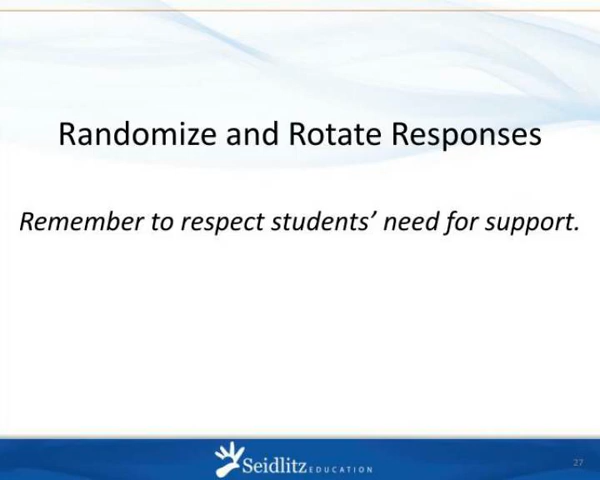 Randomize and Rotate Responses
Remember to respect students’ need for support.
Seidlitz EDUCATION
27